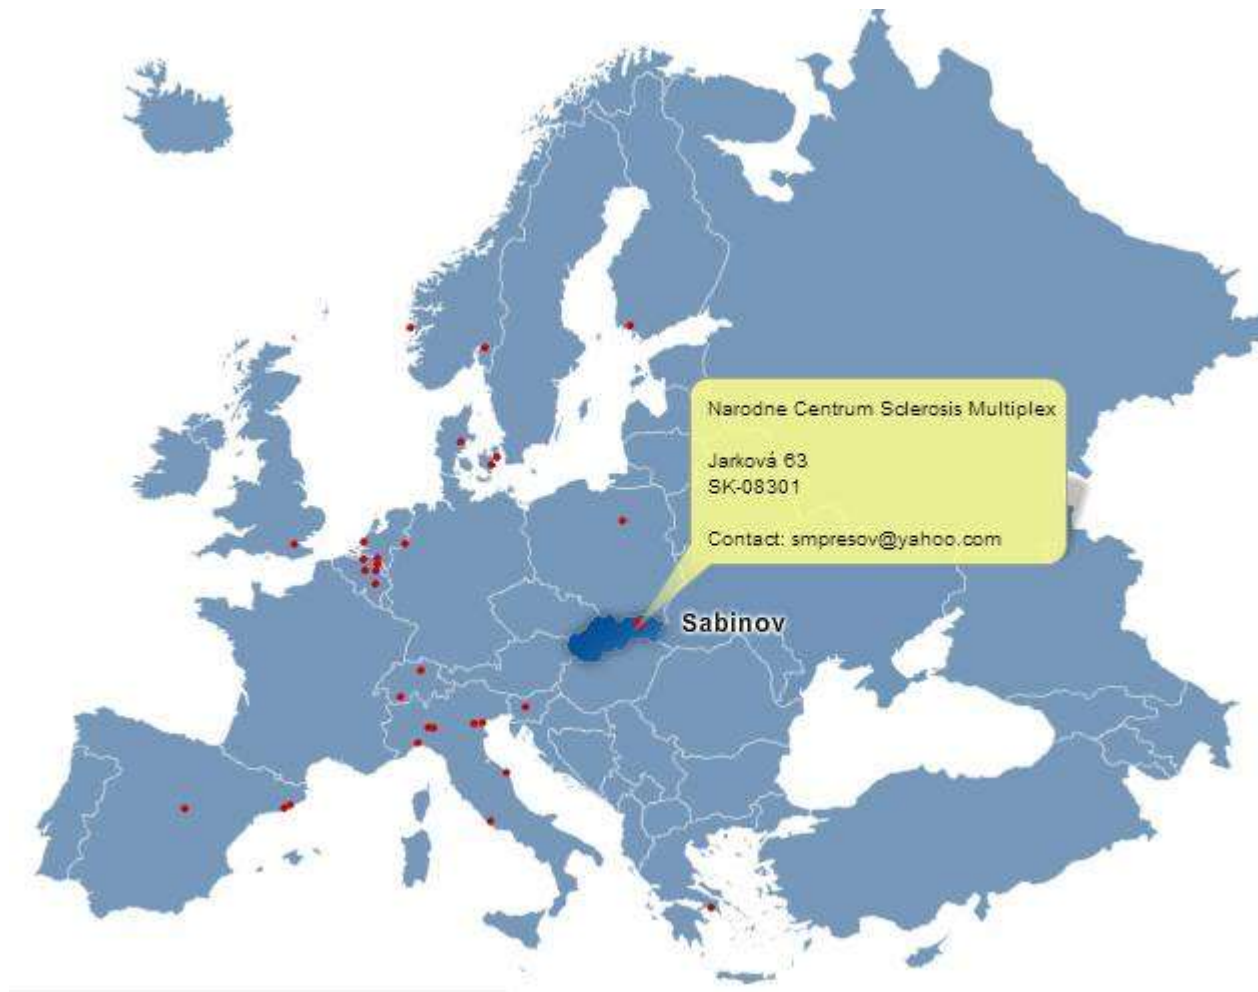 Narodne Centrum Sclerosis Multiplex
Jarková 63
SK-08301
Contact: smpresov@yahoo.com
Sabinov